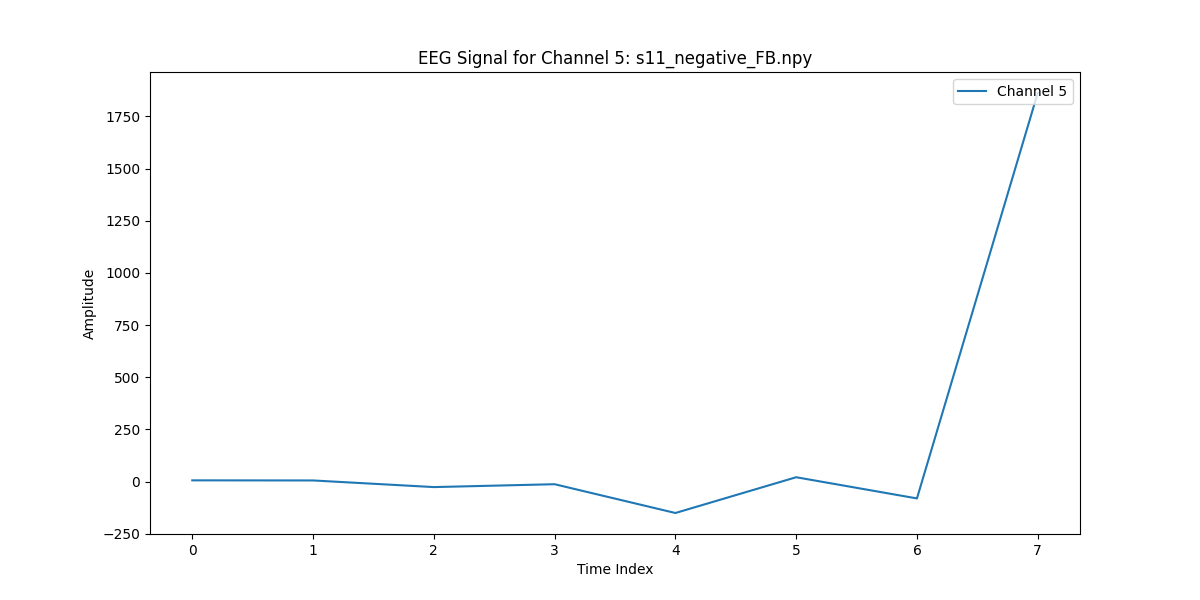 EEG Signal for Channel 5: s11_negative_FB.npy
Channel 5
1750
1500
1250
1000
750
500
250
0
−250
Amplitude
0 1 2 3 4 5 6 7
Time Index